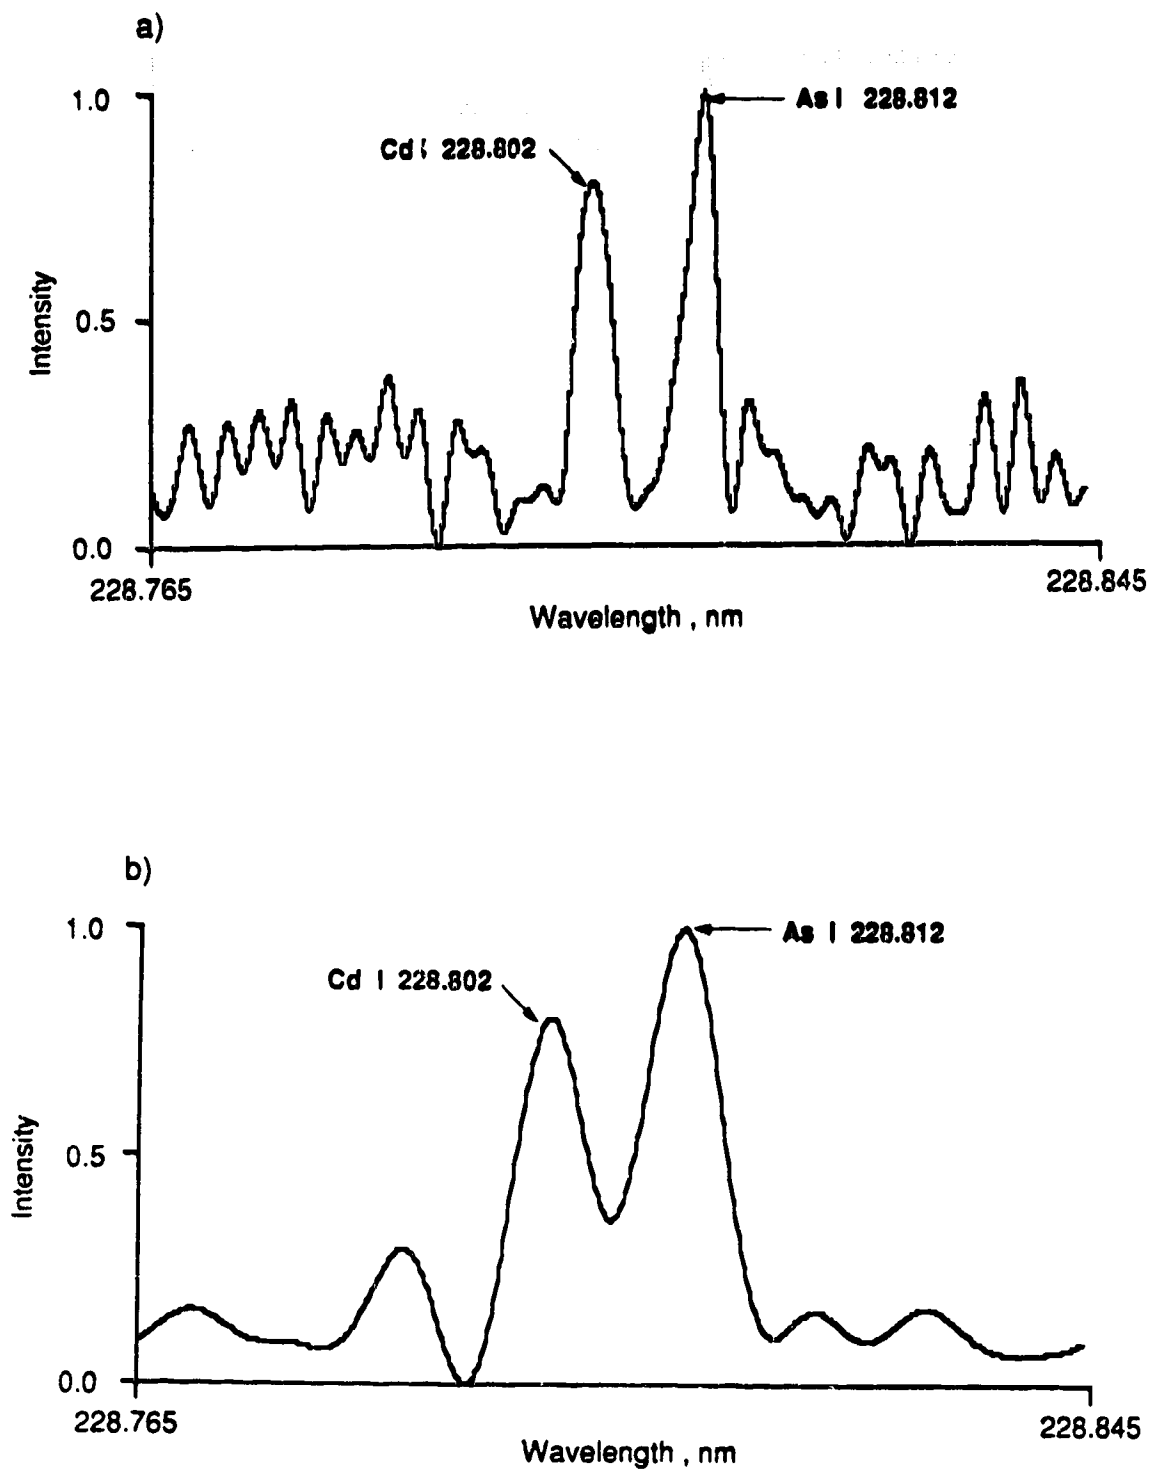 a)
1.0
As I 228.812
Cd I 228.802
Intensity
0.5
0.0
228.765
228.845
Wavelength , nm
b)
1.0
As I 228.812
Cd I 228.802
Intensity
0.5
0.0
228.765
228.845
Wavelength , nm